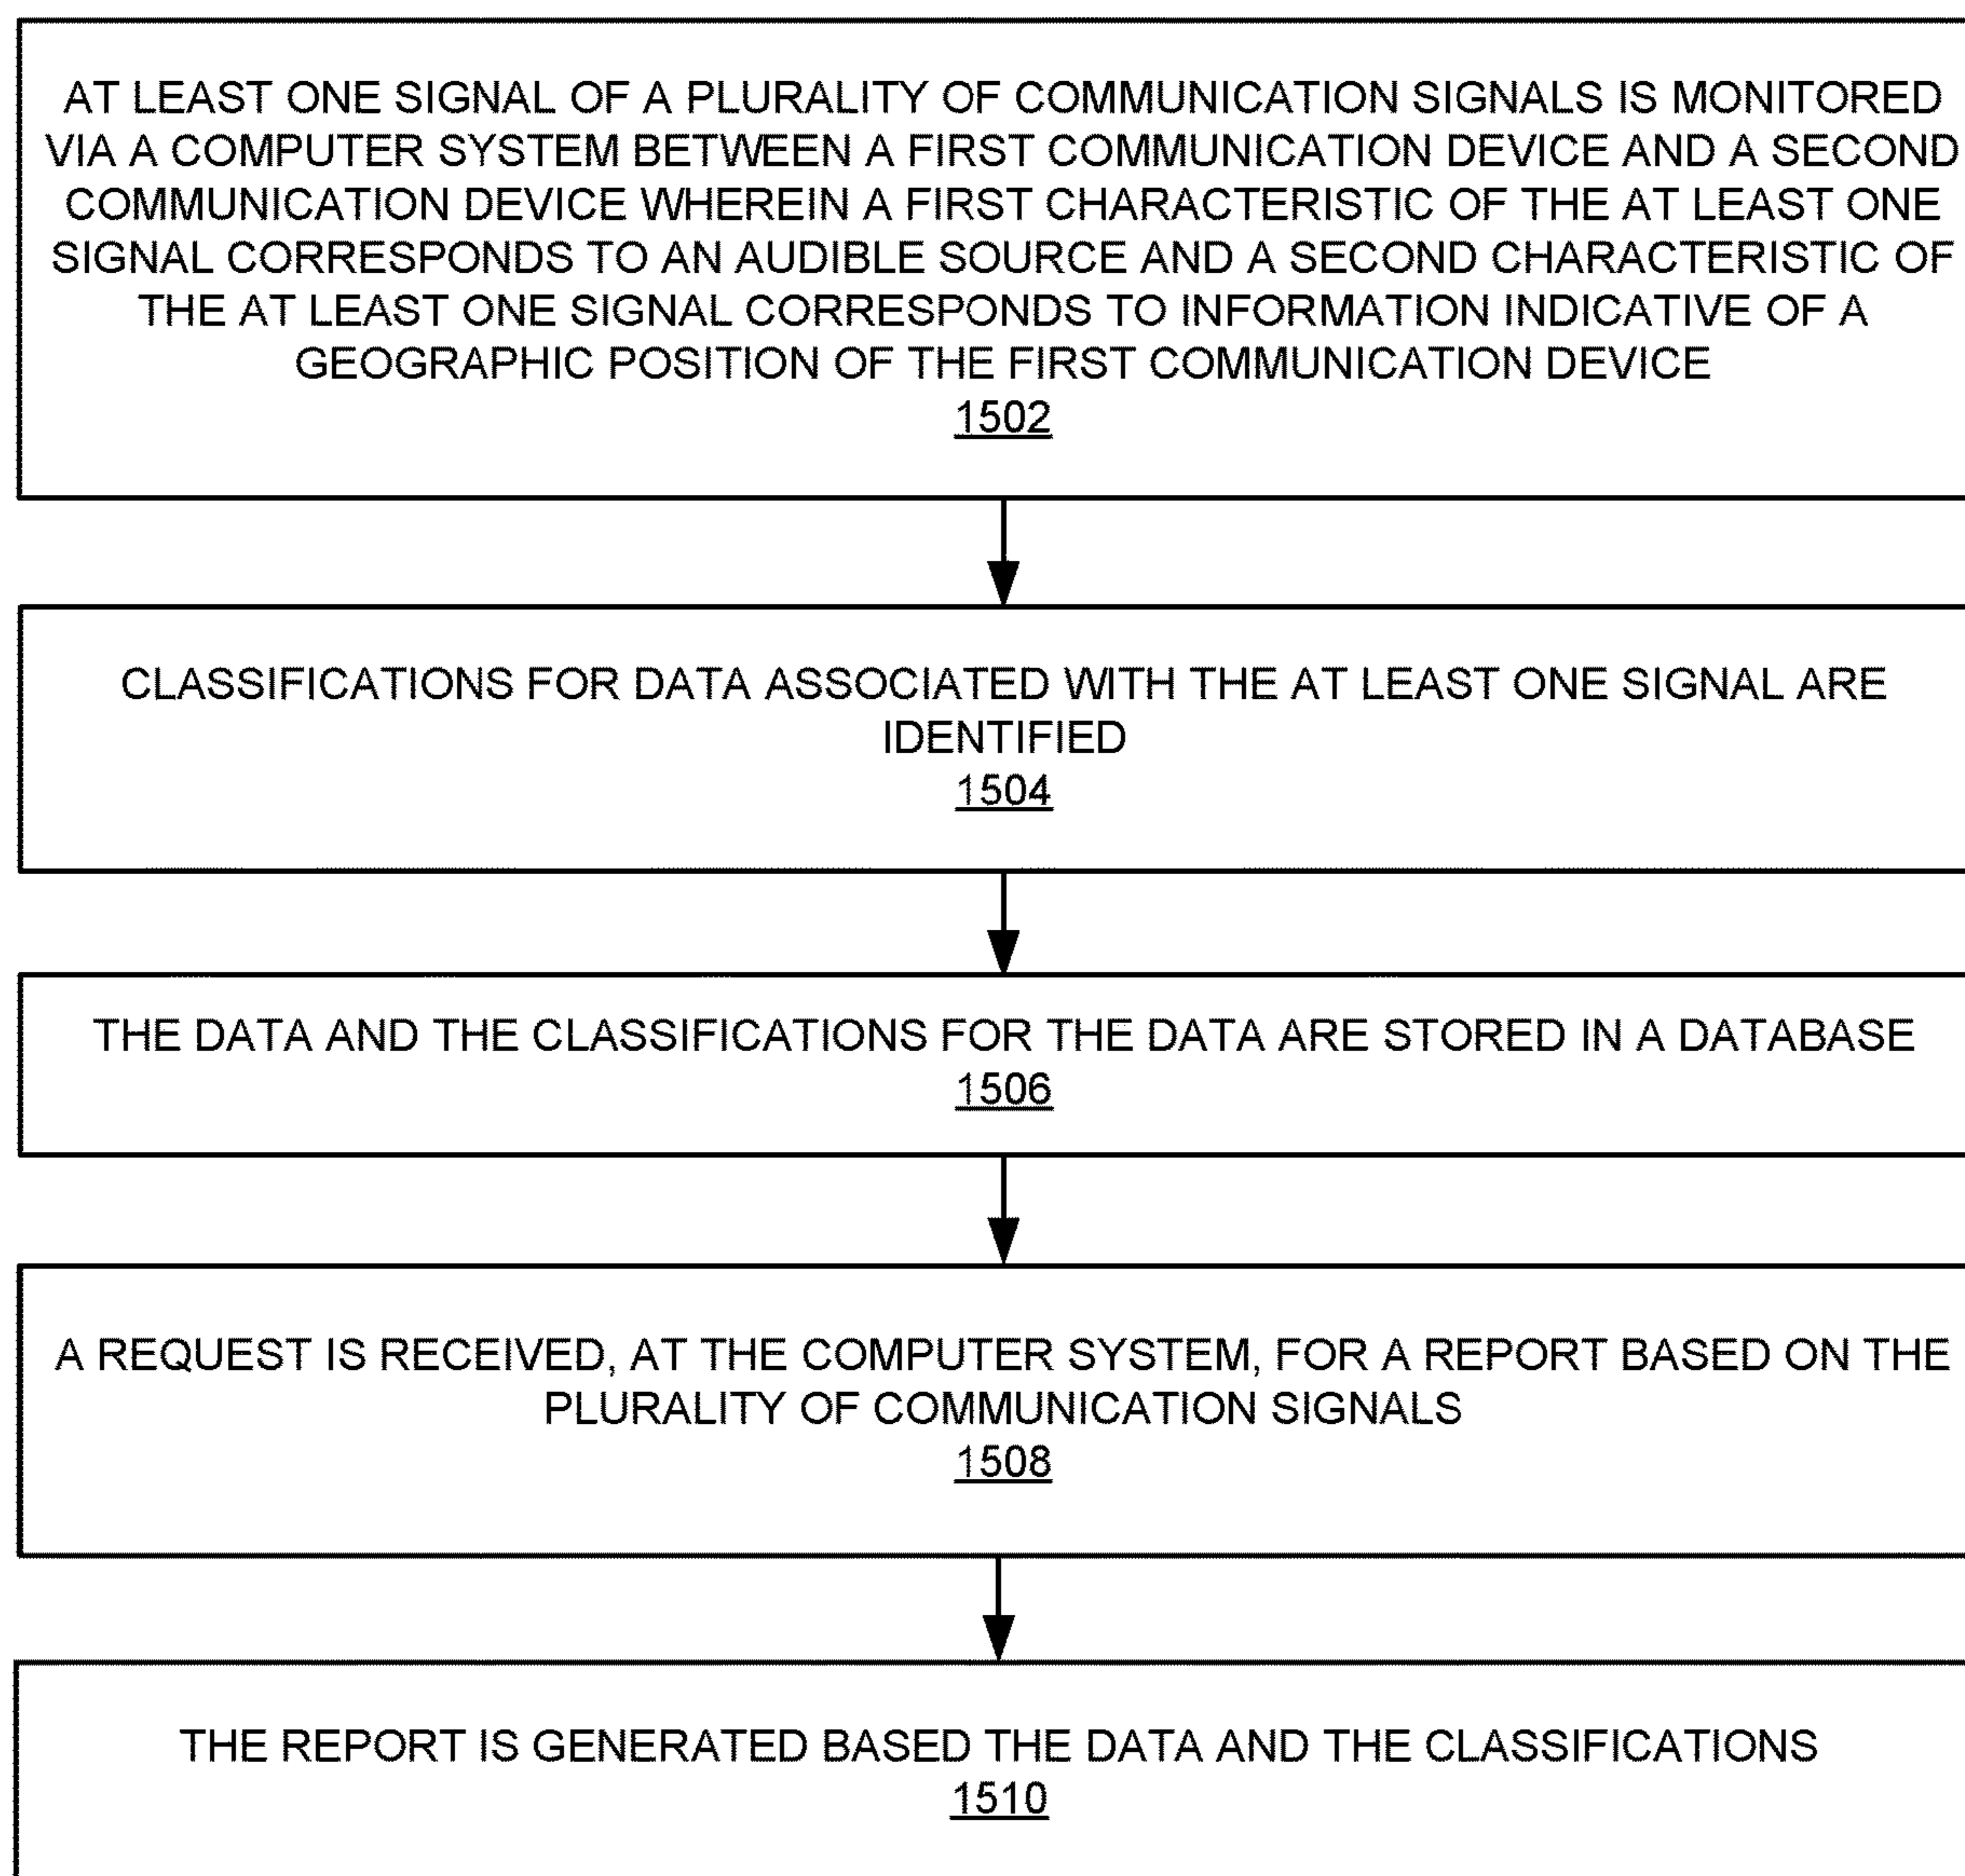 AT LEAST ONE SIGNAL OF A PLURALITY OF COMMUNICATION SIGNALS IS MONITORED
VIA A COMPUTER SYSTEM BETWEEN A FIRST COMMUNICATION DEVICE AND A SECOND
COMMUNICATION DEVICE WHEREIN A FIRST CHARACTERISTIC OF THE AT LEAST ONE
SIGNAL CORRESPONDS TO AN AUDIBLE SOURCE AND A SECOND CHARACTERISTIC OF
THE AT LEAST ONE SIGNAL CORRESPONDS TO INFORMATION INDICATIVE OF A
GEOGRAPHIC POSITION OF THE FIRST COMMUNICATION DEVICE
1502
CLASSIFICATIONS FOR DATA ASSOCIATED WITH THE AT LEAST ONE SIGNAL ARE
IDENTIFIED
1504
THE DATA AND THE CLASSIFICATIONS FOR THE DATA ARE STORED IN A DATABASE
1506
A REQUEST IS RECEIVED, AT THE COMPUTER SYSTEM, FOR A REPORT BASED ON THE
PLURALITY OF COMMUNICATION SIGNALS
1508
THE REPORT IS GENERATED BASED THE DATA AND THE CLASSIFICATIONS
1510